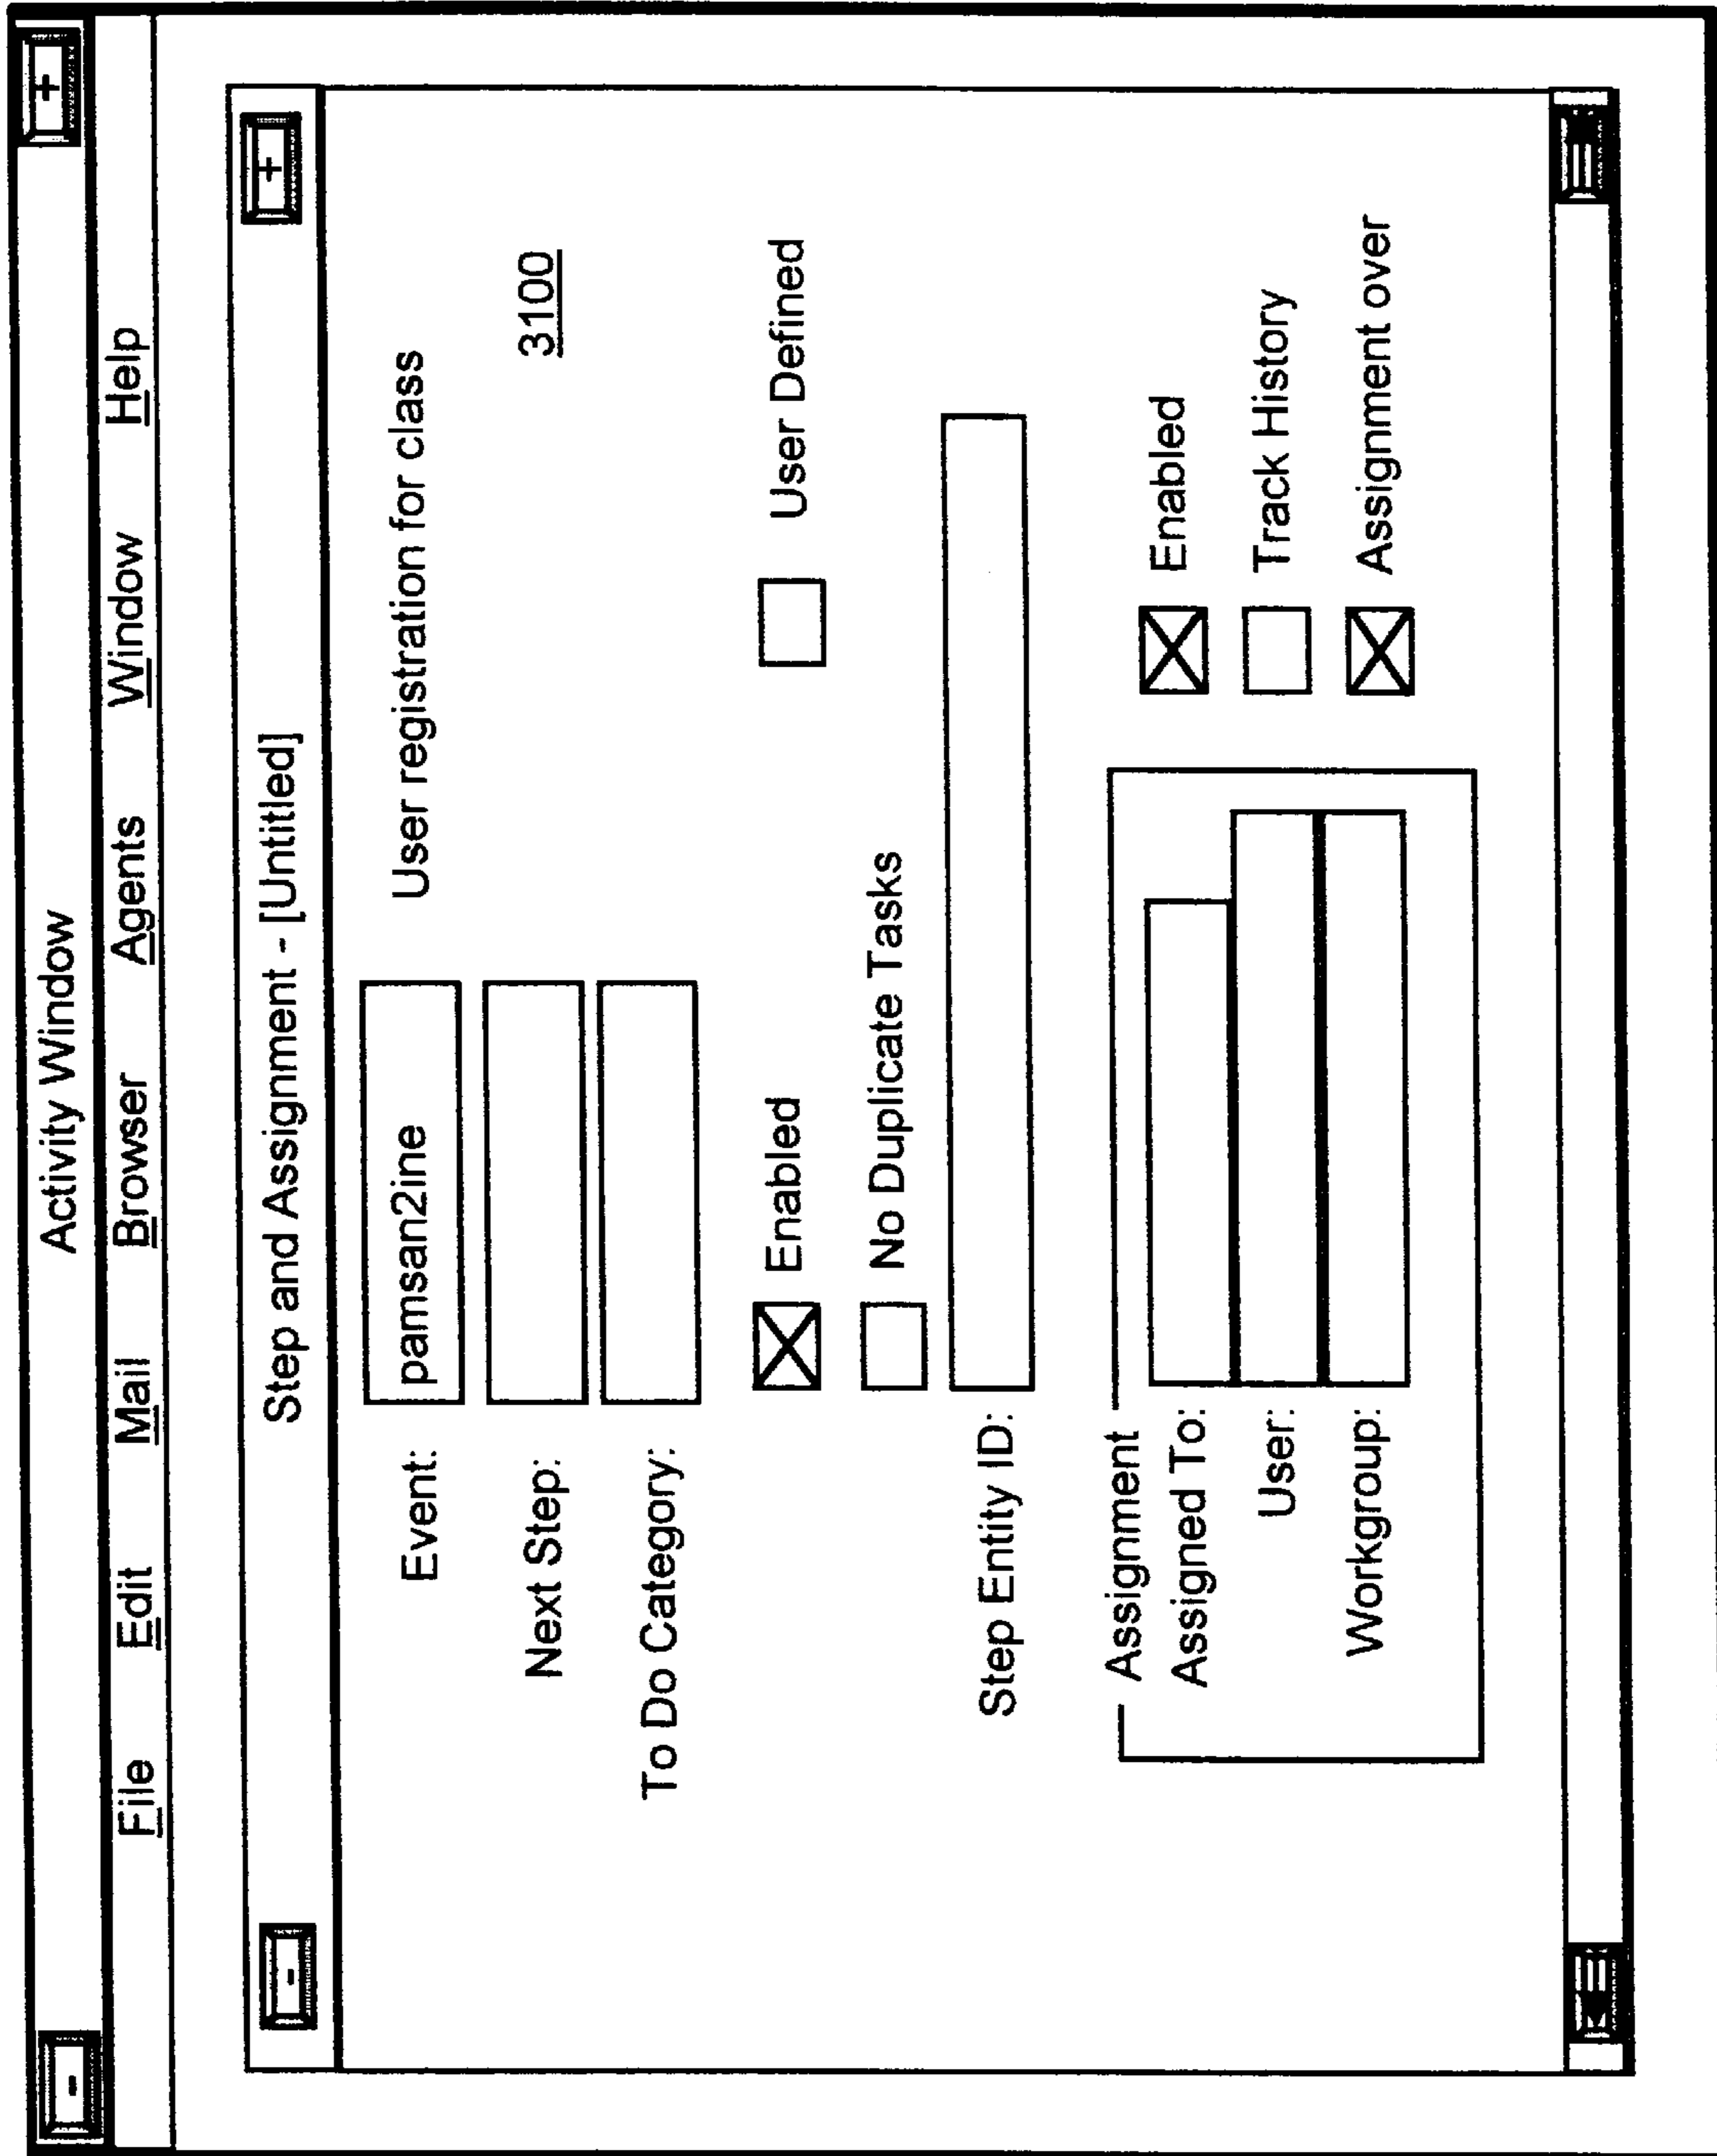 Activity Window
File Edit Mail Browser Agents Window Help
Step and Assignment - [Untitled]
Event: pamsan2ine User registration for class
Next Step: 3100
To Do Category:
Enabled User Defined
No Duplicate Tasks
Step Entity ID:
Assignment
Assigned To: Enabled
User: Track History
Workgroup: Assignment over